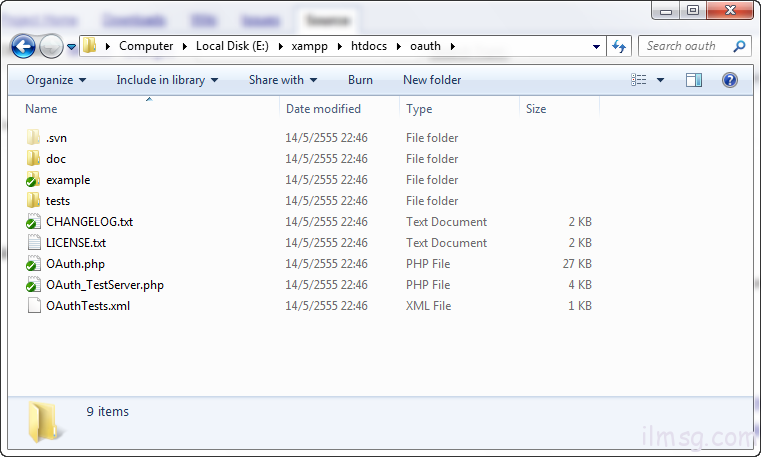 Project Home Downloads Wiki Issues Source
Computer Local Disk (E:) xampp htdocs oauth Search oauth
Organize Include in library Share with Burn New folder
Name Date modified Type Size
.svn 14/5/2555 22:46 File folder
doc 14/5/2555 22:46 File folder
example 14/5/2555 22:46 File folder
tests 14/5/2555 22:46 File folder
CHANGELOG.txt 14/5/2555 22:46 Text Document 2 KB
LICENSE.txt 14/5/2555 22:46 Text Document 2 KB
OAuth.php 14/5/2555 22:46 PHP File 27 KB
OAuth_TestServer.php 14/5/2555 22:46 PHP File 4 KB
OAuthTests.xml 14/5/2555 22:46 XML File 1 KB
9 items
ilmsg.com